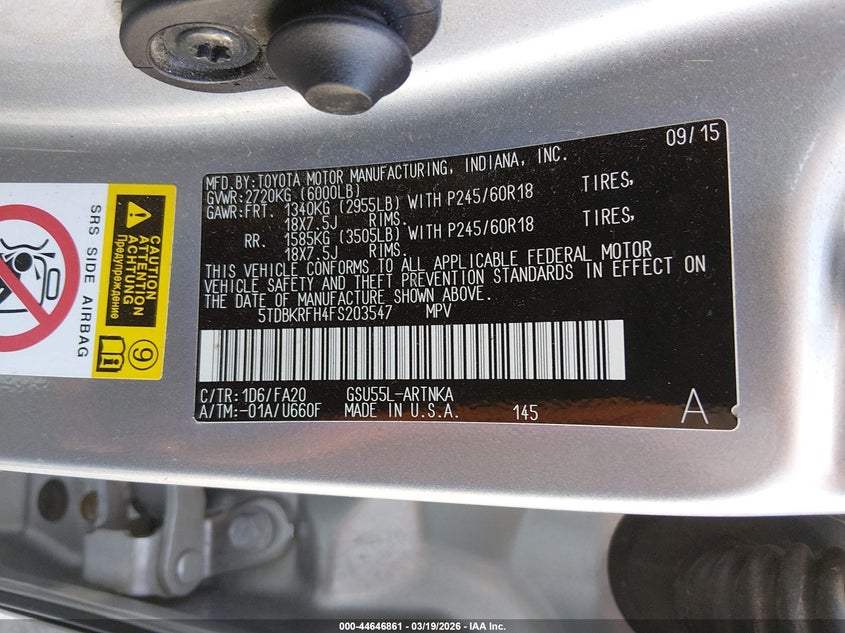 09/15
MFD.BY:TOYOTA MOTOR MANUFACTURING, INDIANA, INC.
GVWR:2720KG (6000LB)
GAWR:FRT. 1340KG (2955LB) WITH P245/60R18 TIRES,
18X7.5J RIMS.
RR. 1585KG (3505LB) WITH P245/60R18 TIRES,
18X7.5J RIMS.
THIS VEHICLE CONFORMS TO ALL APPLICABLE FEDERAL MOTOR
VEHICLE SAFETY AND THEFT PREVENTION STANDARDS IN EFFECT ON
THE DATE OF MANUFACTURE SHOWN ABOVE.
5TDBKRFH4FS203547 MPV
C/TR:1D6/FA20 GSU55L-ARTNKA
A/TM:-01A/U660F MADE IN U.S.A. 145 A
SRS SIDE AIRBAG
CAUTION
ATTENTION
ACHTUNG
Предупреждение
9
000-44646861 - 03/19/2026 - IAA Inc.